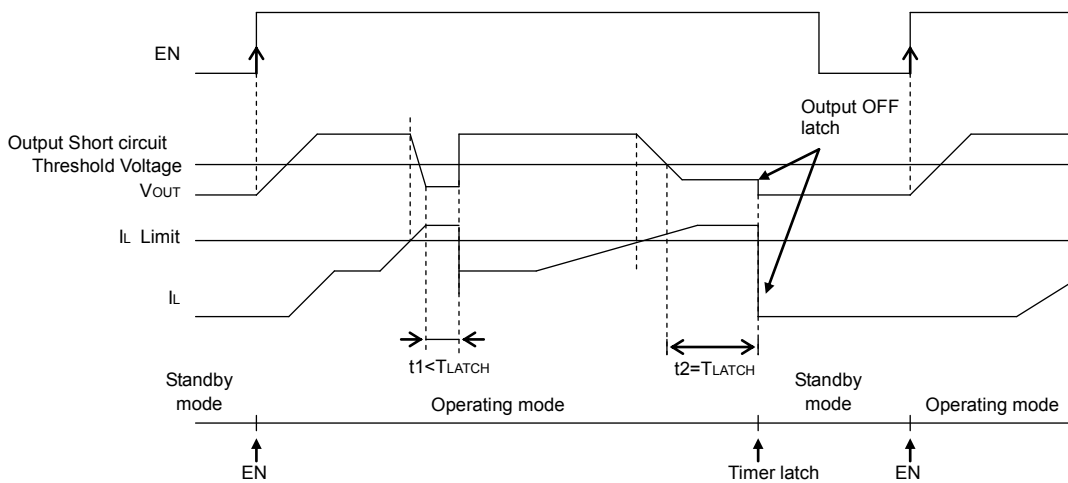 EN
Output OFF
latch
Output Short circuit
Threshold Voltage
VOUT
IL Limit
IL
t1<TLATCH
t2=TLATCH
Standby
mode
Operating mode
Standby
mode
Operating mode
EN
Timer latch
EN